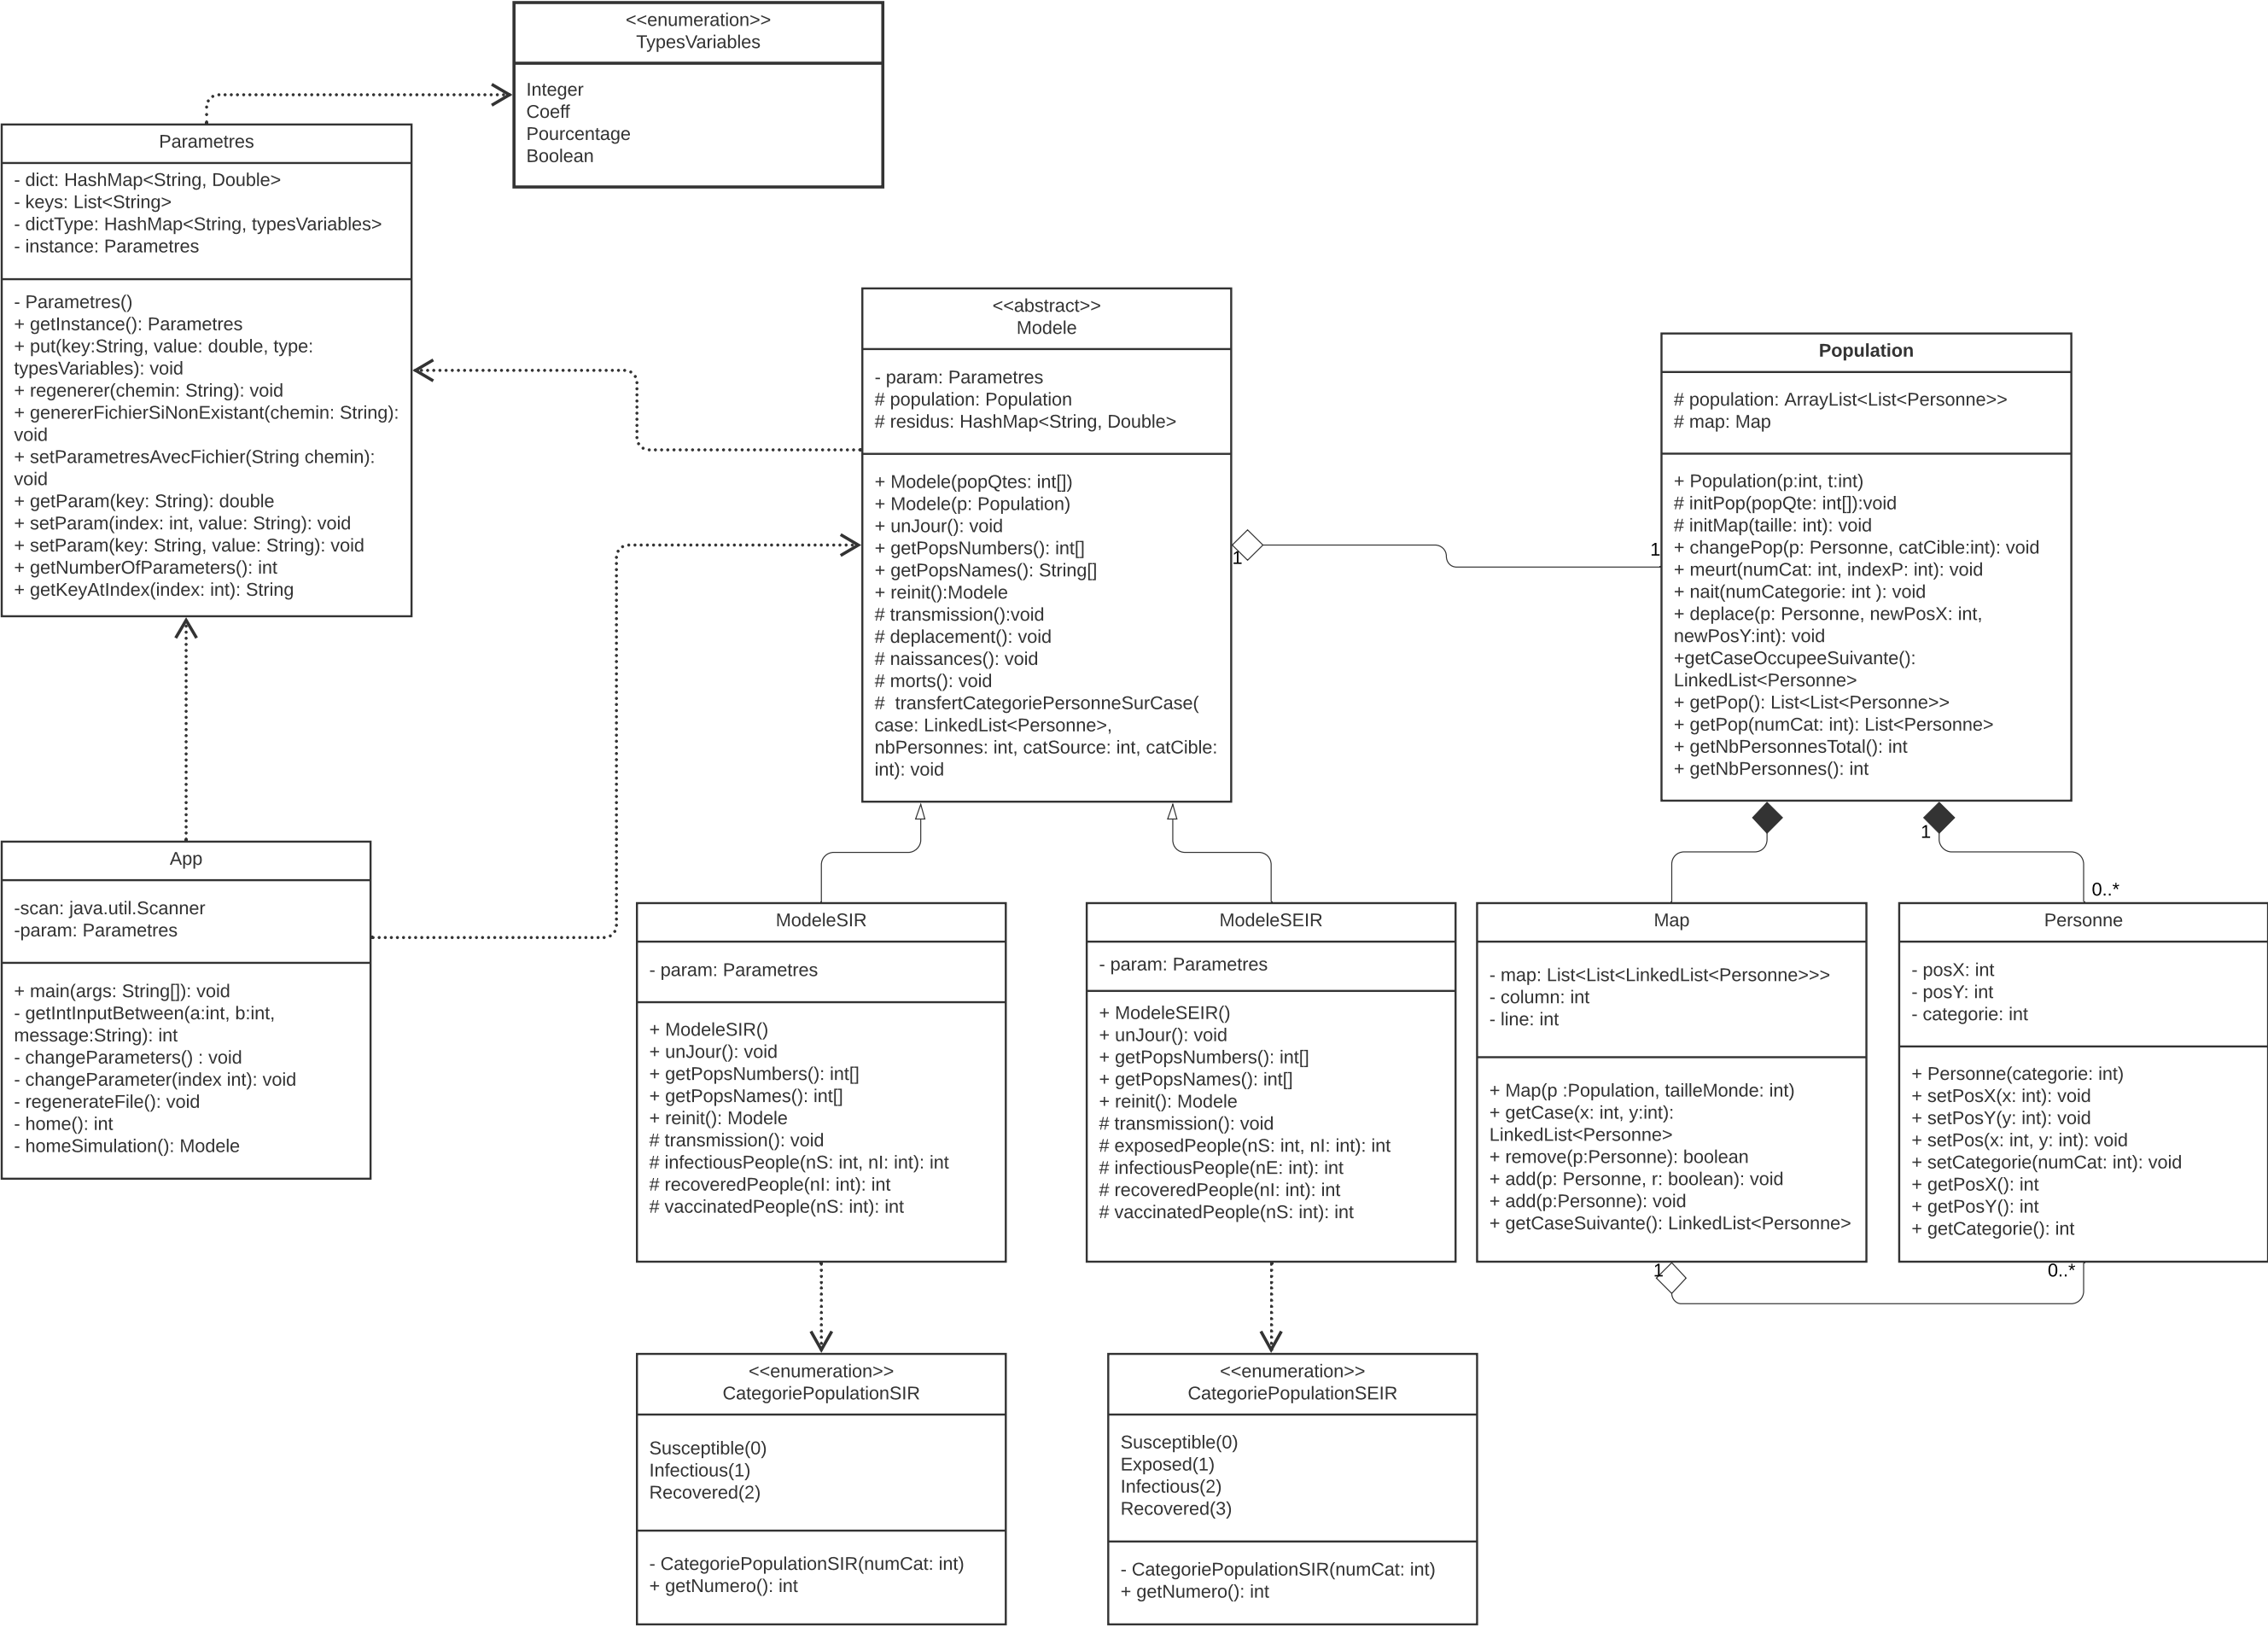 <<enumeration>>
TypesVariables
Integer
Coeff
Pourcentage
Boolean
Parametres
- dict: HashMap<String, Double>
- keys: List<String>
- dictType: HashMap<String, typesVariables>
- instance: Parametres
- Parametres()
+ getInstance(): Parametres
+ put(key:String, value: double, type:
typesVariables): void
+ regenerer(chemin: String): void
+ genererFichierSiNonExistant(chemin: String):
void
+ setParametresAvecFichier(String chemin):
void
+ getParam(key: String): double
+ setParam(index: int, value: String): void
+ setParam(key: String, value: String): void
+ getNumberOfParameters(): int
+ getKeyAtIndex(index: int): String
<<abstract>>
Modele
- param: Parametres
# population: Population
# residus: HashMap<String, Double>
+ Modele(popQtes: int[])
+ Modele(p: Population)
+ unJour(): void
+ getPopsNumbers(): int[]
+ getPopsNames(): String[]
+ reinit():Modele
# transmission():void
# deplacement(): void
# naissances(): void
# morts(): void
#  transfertCategoriePersonneSurCase(
case: LinkedList<Personne>,
nbPersonnes: int, catSource: int, catCible:
int): void
1
1
Population
# population: ArrayList<List<Personne>>
# map: Map
+ Population(p:int, t:int)
# initPop(popQte: int[]):void
# initMap(taille: int): void
+ changePop(p: Personne, catCible:int): void
+ meurt(numCat: int, indexP: int): void
+ nait(numCategorie: int ): void
+ deplace(p: Personne, newPosX: int,
newPosY:int): void
+getCaseOccupeeSuivante():
LinkedList<Personne>
+ getPop(): List<List<Personne>>
+ getPop(numCat: int): List<Personne>
+ getNbPersonnesTotal(): int
+ getNbPersonnes(): int
1
0..*
App
-scan: java.util.Scanner
-param: Parametres
+ main(args: String[]): void
- getIntInputBetween(a:int, b:int,
message:String): int
- changeParameters() : void
- changeParameter(index int): void
- regenerateFile(): void
- home(): int
- homeSimulation(): Modele
ModeleSIR
- param: Parametres
+ ModeleSIR()
+ unJour(): void
+ getPopsNumbers(): int[]
+ getPopsNames(): int[]
+ reinit(): Modele
# transmission(): void
# infectiousPeople(nS: int, nI: int): int
# recoveredPeople(nI: int): int
# vaccinatedPeople(nS: int): int
ModeleSEIR
- param: Parametres
+ ModeleSEIR()
+ unJour(): void
+ getPopsNumbers(): int[]
+ getPopsNames(): int[]
+ reinit(): Modele
# transmission(): void
# exposedPeople(nS: int, nI: int): int
# infectiousPeople(nE: int): int
# recoveredPeople(nI: int): int
# vaccinatedPeople(nS: int): int
Map
- map: List<List<LinkedList<Personne>>>
- column: int
- line: int
+ Map(p :Population, tailleMonde: int)
+ getCase(x: int, y:int):
LinkedList<Personne>
+ remove(p:Personne): boolean
+ add(p: Personne, r: boolean): void
+ add(p:Personne): void
+ getCaseSuivante(): LinkedList<Personne>
Personne
- posX: int
- posY: int
- categorie: int
+ Personne(categorie: int)
+ setPosX(x: int): void
+ setPosY(y: int): void
+ setPos(x: int, y: int): void
+ setCategorie(numCat: int): void
+ getPosX(): int
+ getPosY(): int
+ getCategorie(): int
1
0..*
<<enumeration>>
CategoriePopulationSIR
Susceptible(0)
Infectious(1)
Recovered(2)
- CategoriePopulationSIR(numCat: int)
+ getNumero(): int
<<enumeration>>
CategoriePopulationSEIR
Susceptible(0)
Exposed(1)
Infectious(2)
Recovered(3)
- CategoriePopulationSIR(numCat: int)
+ getNumero(): int